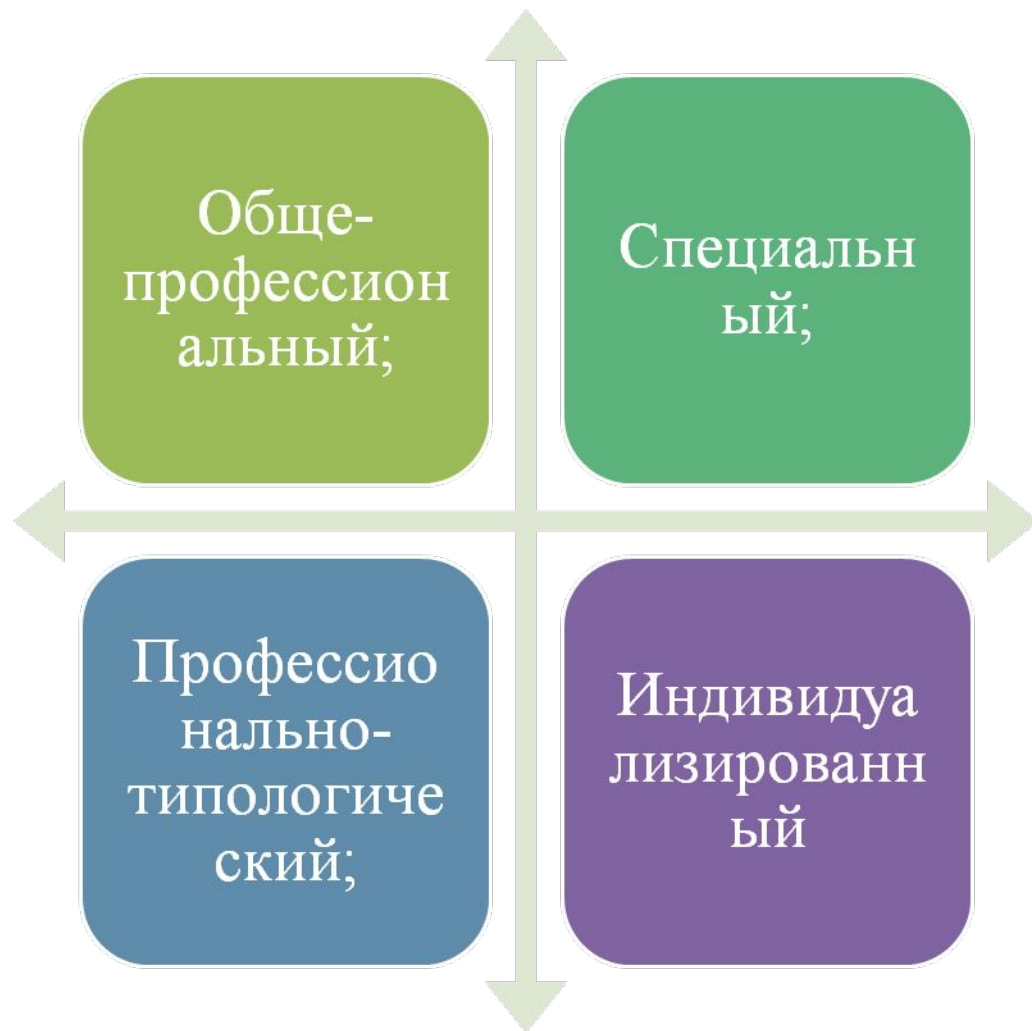 Обще-
профессион
альный;
Специальн
ый;
Профессио
нально-
типологиче
ский;
Индивидуа
лизированн
ый